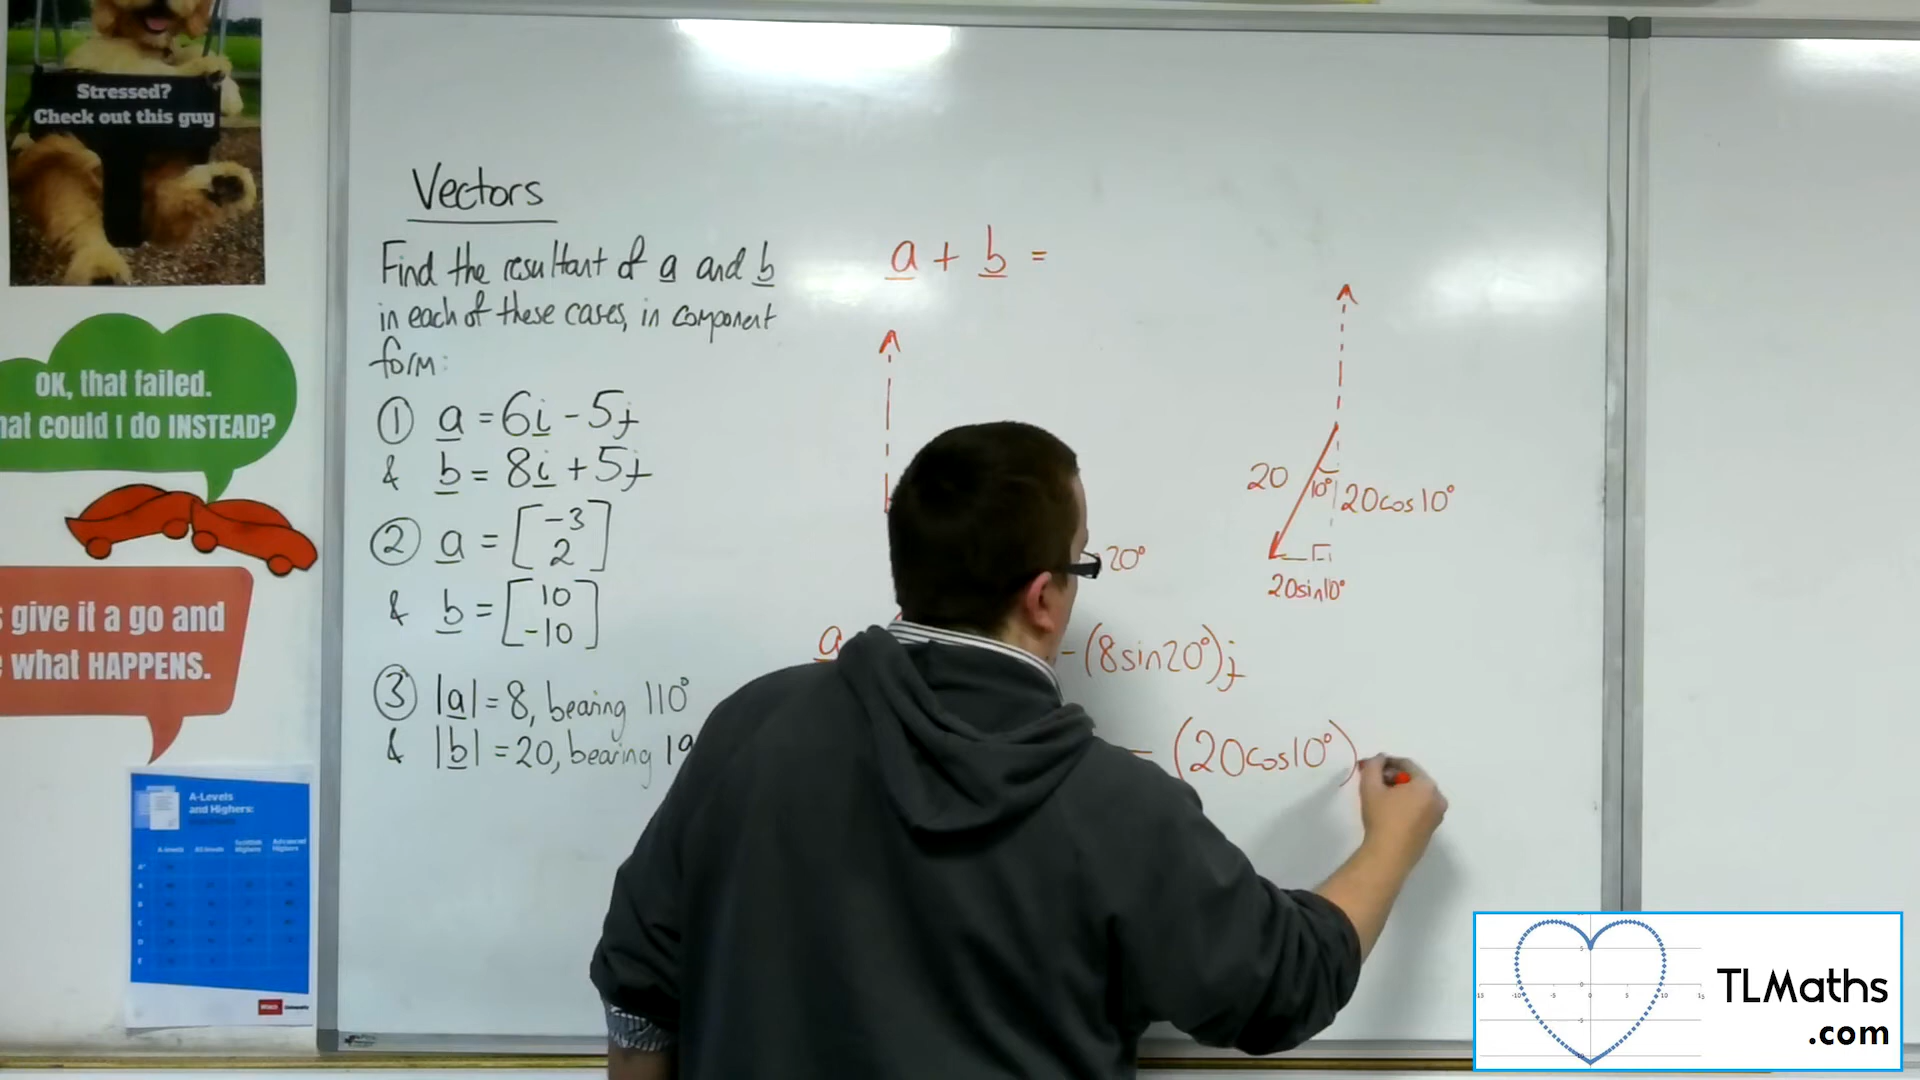 Stressed?
Check out this guy
OK, that failed.
hat could I do INSTEAD?
s give it a go and
e what HAPPENS.
A-Levels
and Highers:
Vectors
Find the resultant of a and b
in each of these cases, in component
form:
① a = 6i - 5j
& b = 8i + 5j
② a = [-3
2]
& b = [10
-10]
③ |a| = 8, bearing 110°
& |b| = 20, bearing 19
a + b =
20°
20
10°
20cos10°
20sin10°
a
-(8sin20°)j
- (20cos10°)
TLMaths
.com